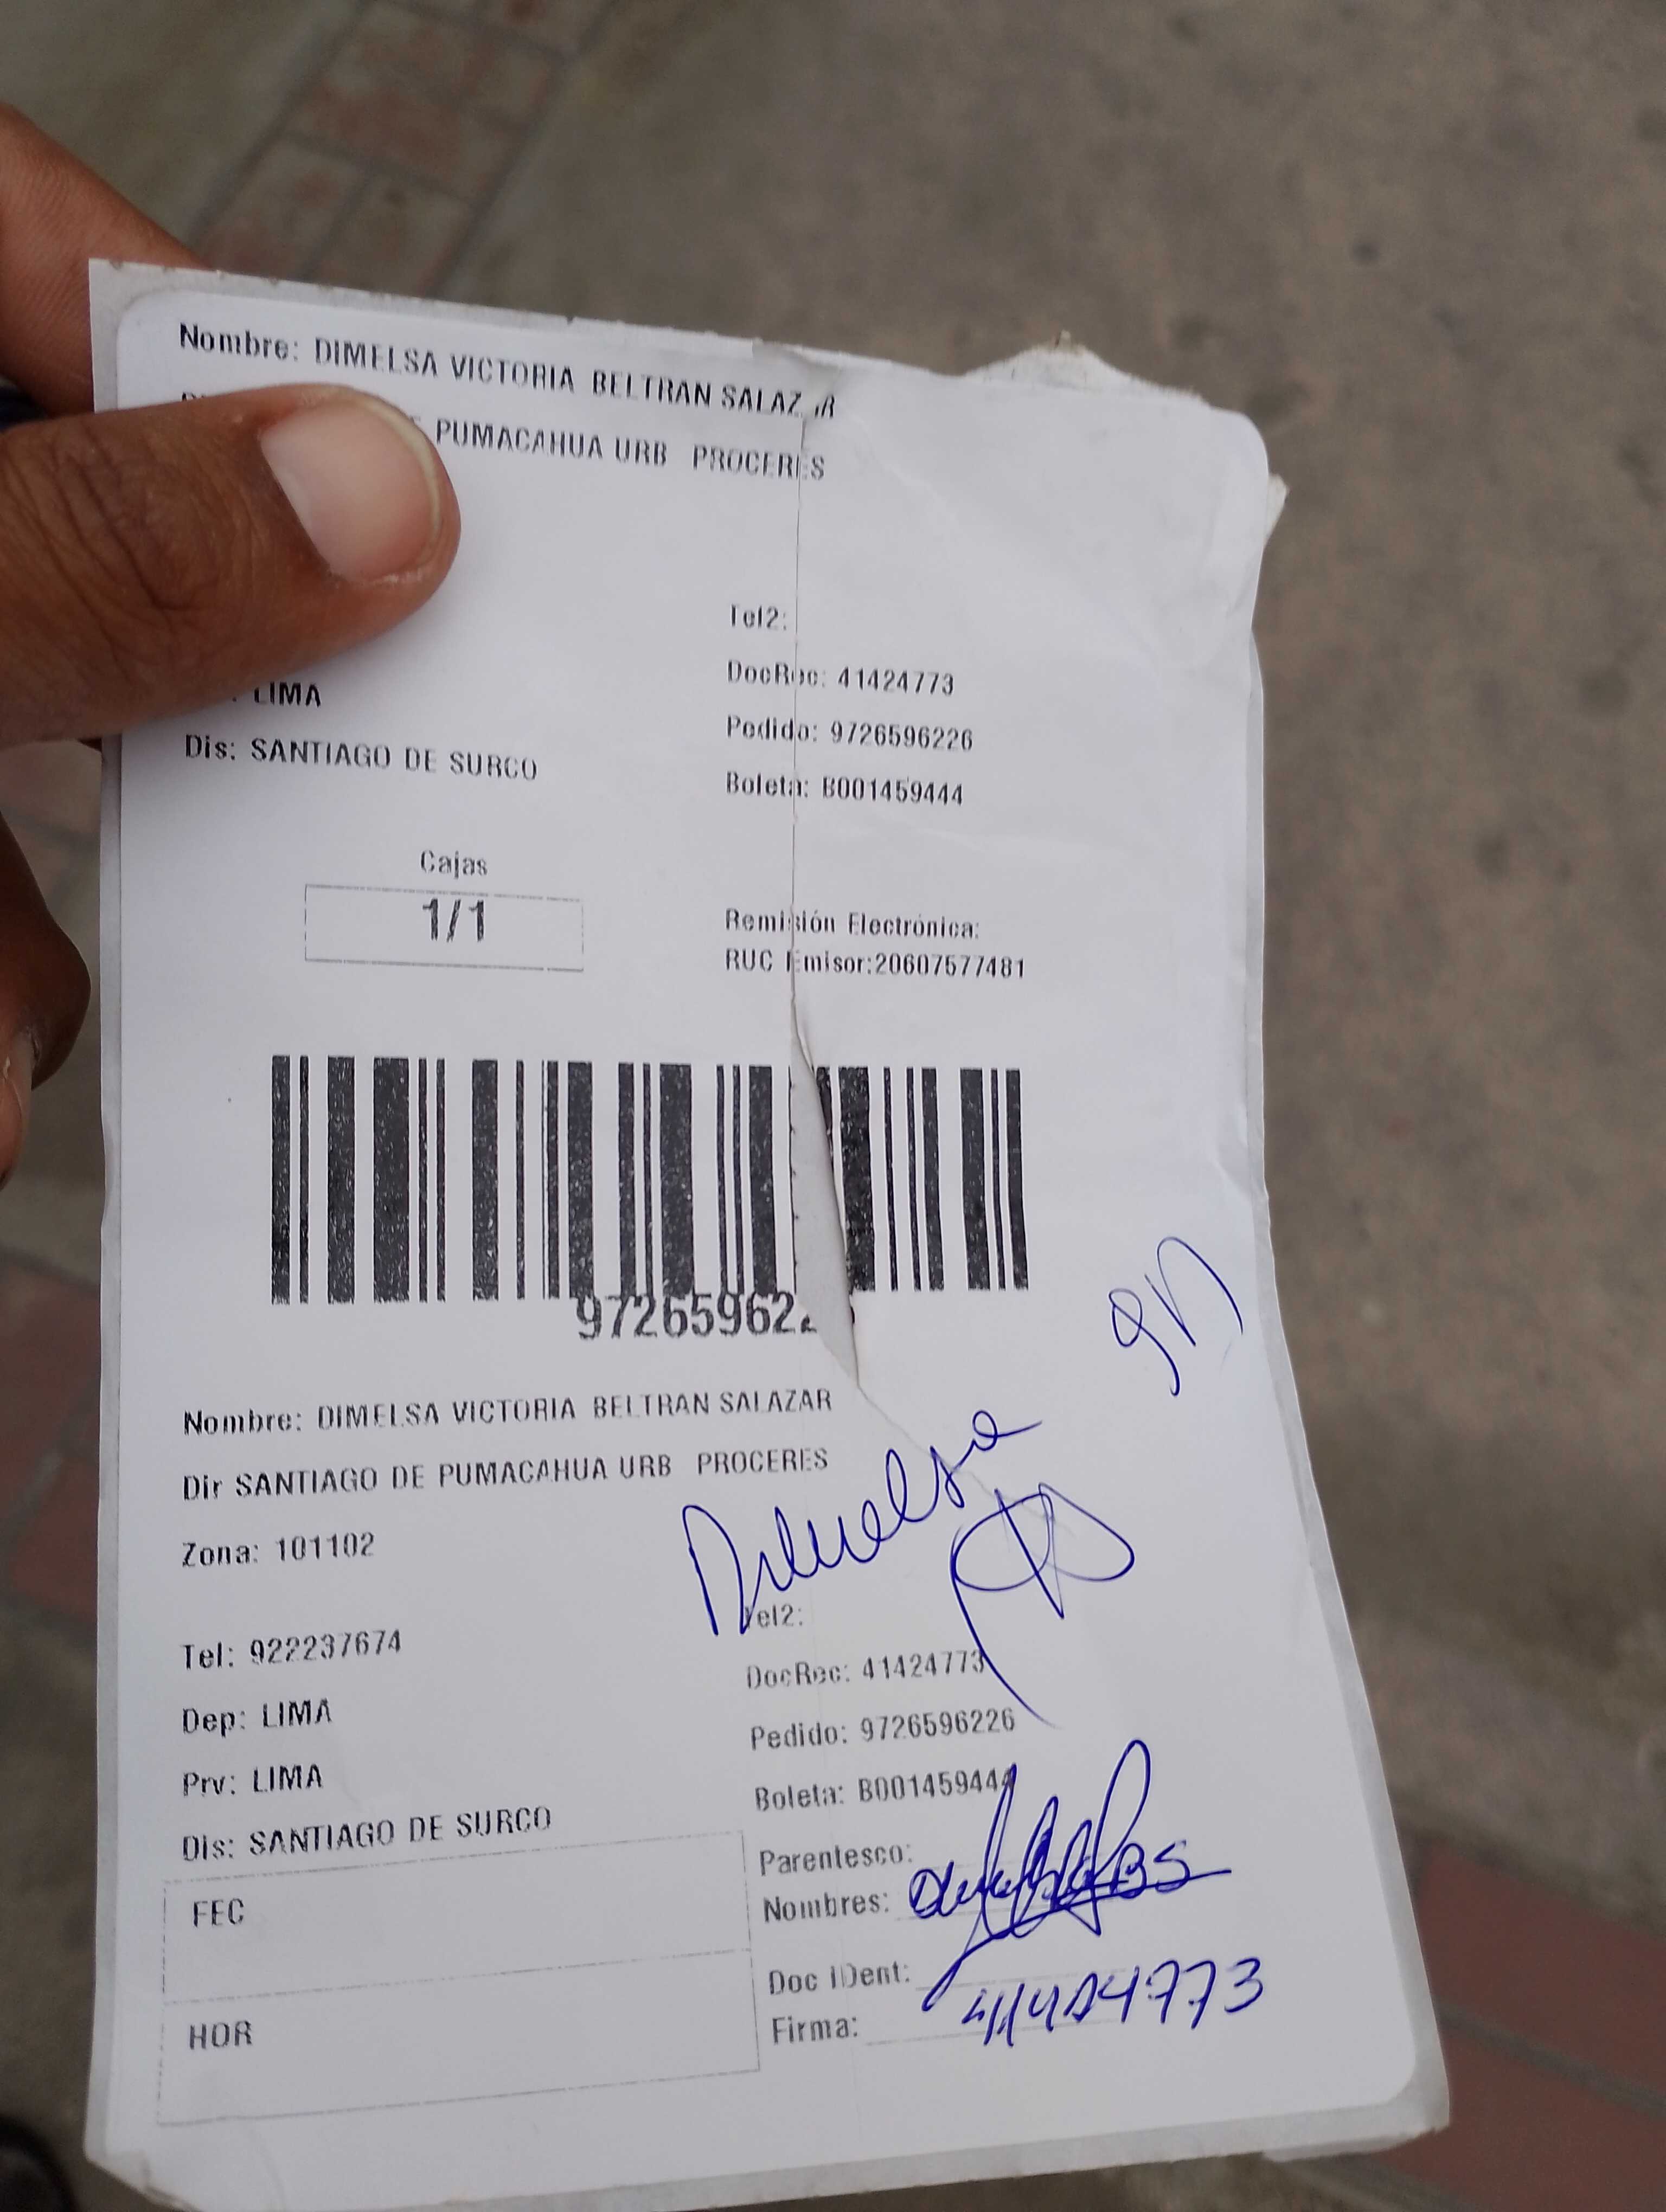 Nombre: DIMELSA VICTORIA BELTRAN SALAZAR
PUMACAHUA URB PROCERES
Tel2:
DocRec: 41424773
LIMA
Pedido: 9726596226
Dis: SANTIAGO DE SURCO
Boleta: B001459444
Cajas
1/1
Remisión Electrónica:
RUC Emisor:20607577481
972659622
Nombre: DIMELSA VICTORIA BELTRAN SALAZAR
Dir SANTIAGO DE PUMACAHUA URB PROCERES
Dimelsa
Zona: 101102
Tel2:
Tel: 922237674
DocRec: 41424773
Dep: LIMA
Pedido: 9726596226
Prv: LIMA
Boleta: B001459444
Dis: SANTIAGO DE SURCO
Parentesco:
Nombres:
FEC
Doc iDent:
41424773
Firma:
HOR